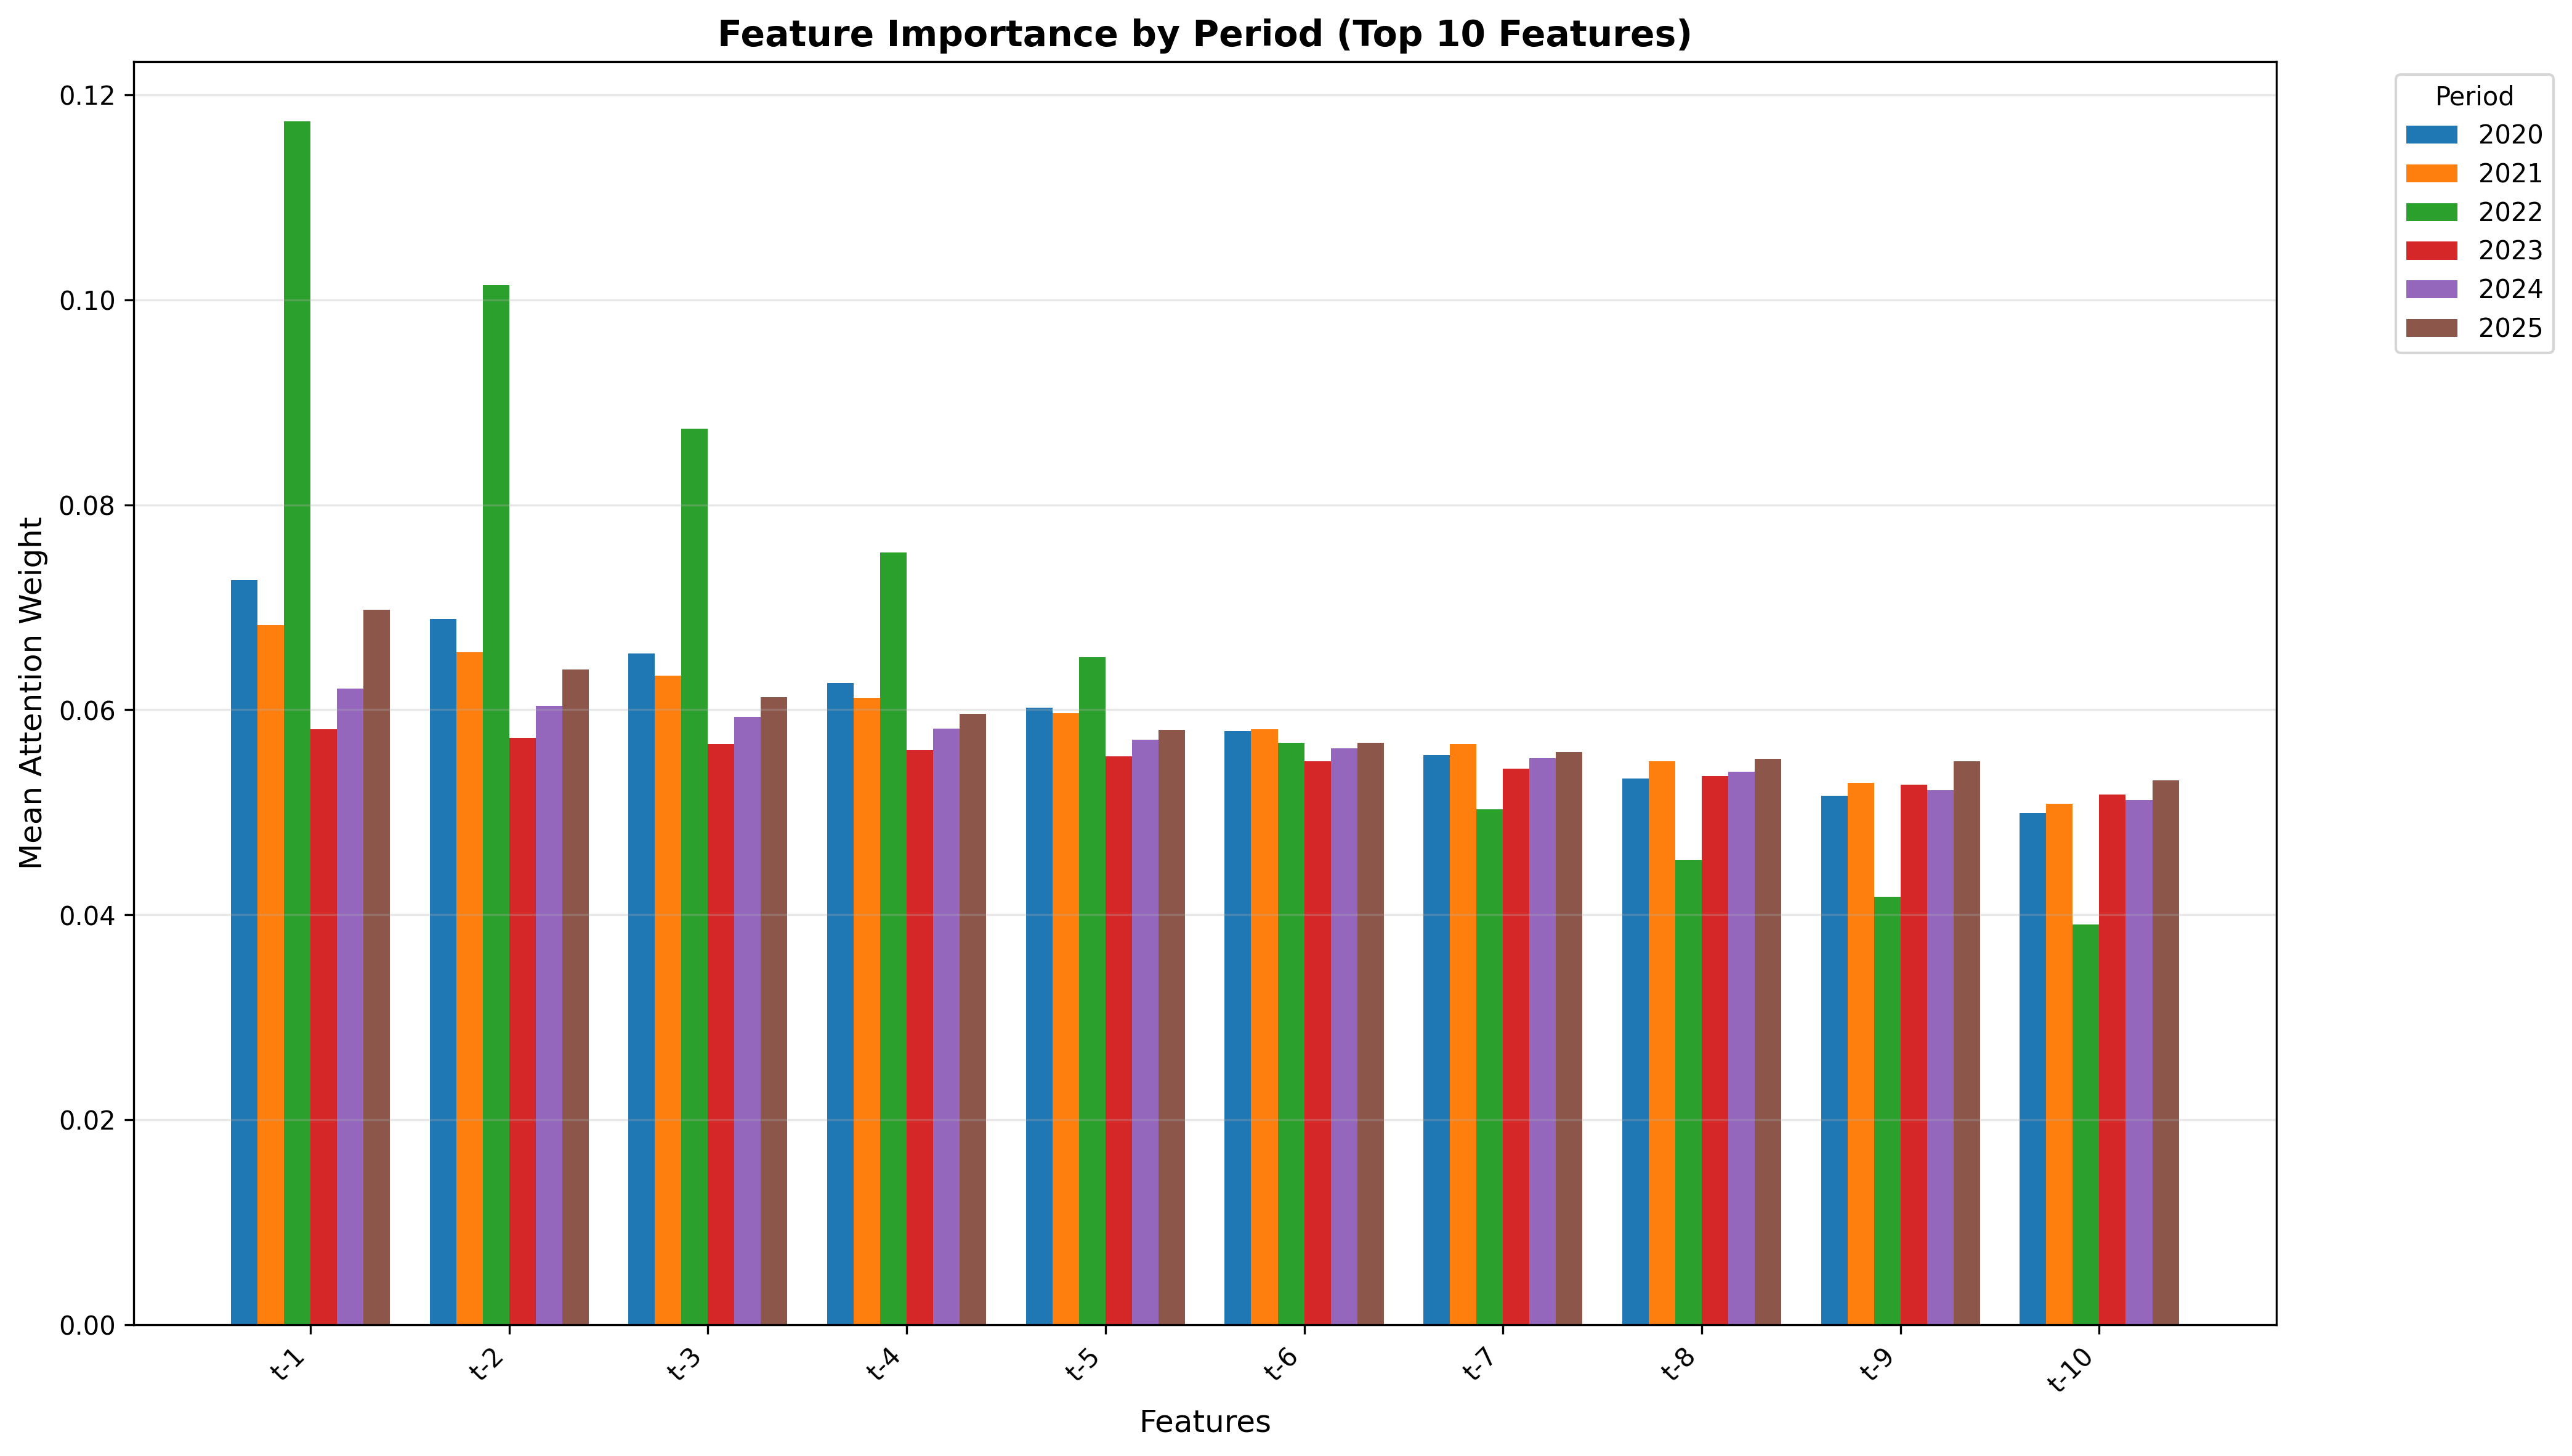 Feature Importance by Period (Top 10 Features)
Mean Attention Weight
0.12
0.10
0.08
0.06
0.04
0.02
0.00
t-1
t-2
t-3
t-4
t-5
t-6
t-7
t-8
t-9
t-10
Features
Period
2020
2021
2022
2023
2024
2025